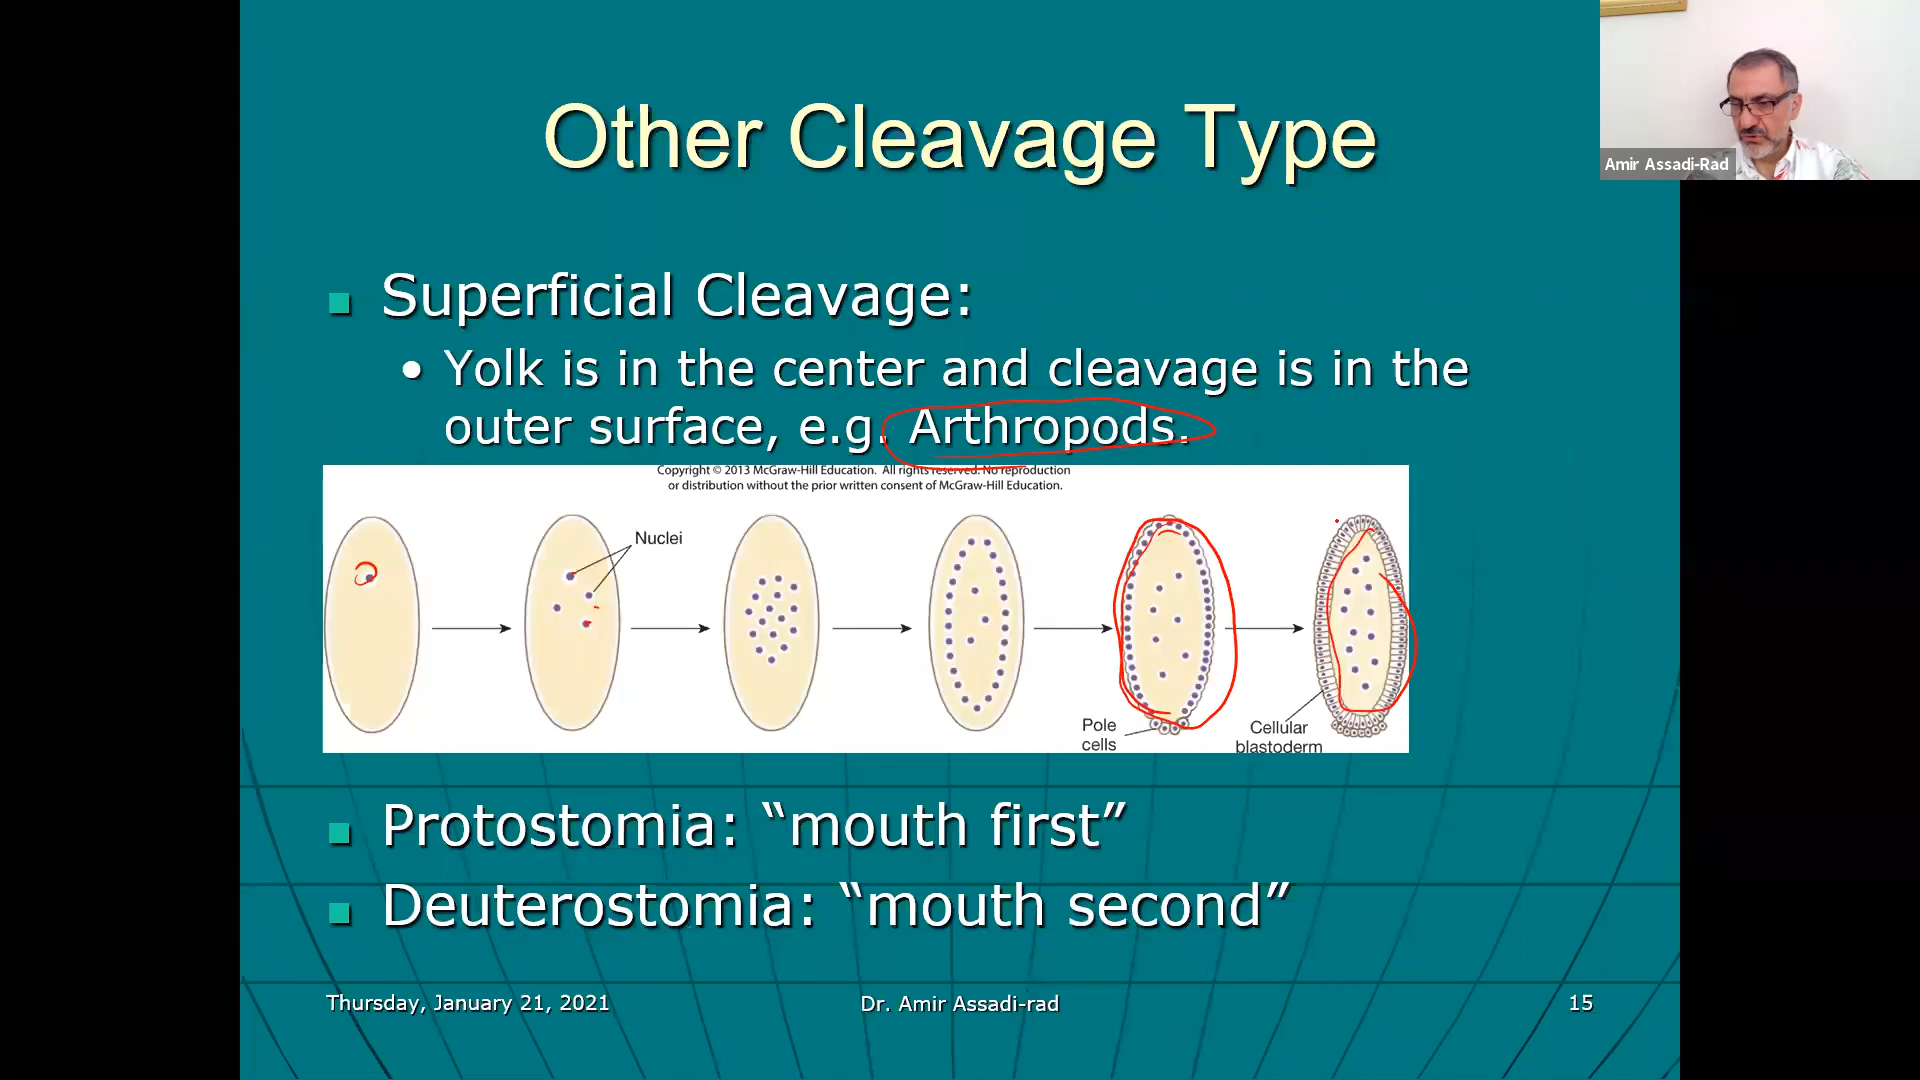 Other Cleavage Type
Amir Assadi-Rad
Superficial Cleavage:
Yolk is in the center and cleavage is in the
outer surface, e.g. Arthropods.
Copyright © 2013 McGraw-Hill Education. All rights reserved. No reproduction
or distribution without the prior written consent of McGraw-Hill Education.
Nuclei
Pole
cells
Cellular
blastoderm
Protostomia: “mouth first”
Deuterostomia: “mouth second”
Thursday, January 21, 2021
Dr. Amir Assadi-rad
15